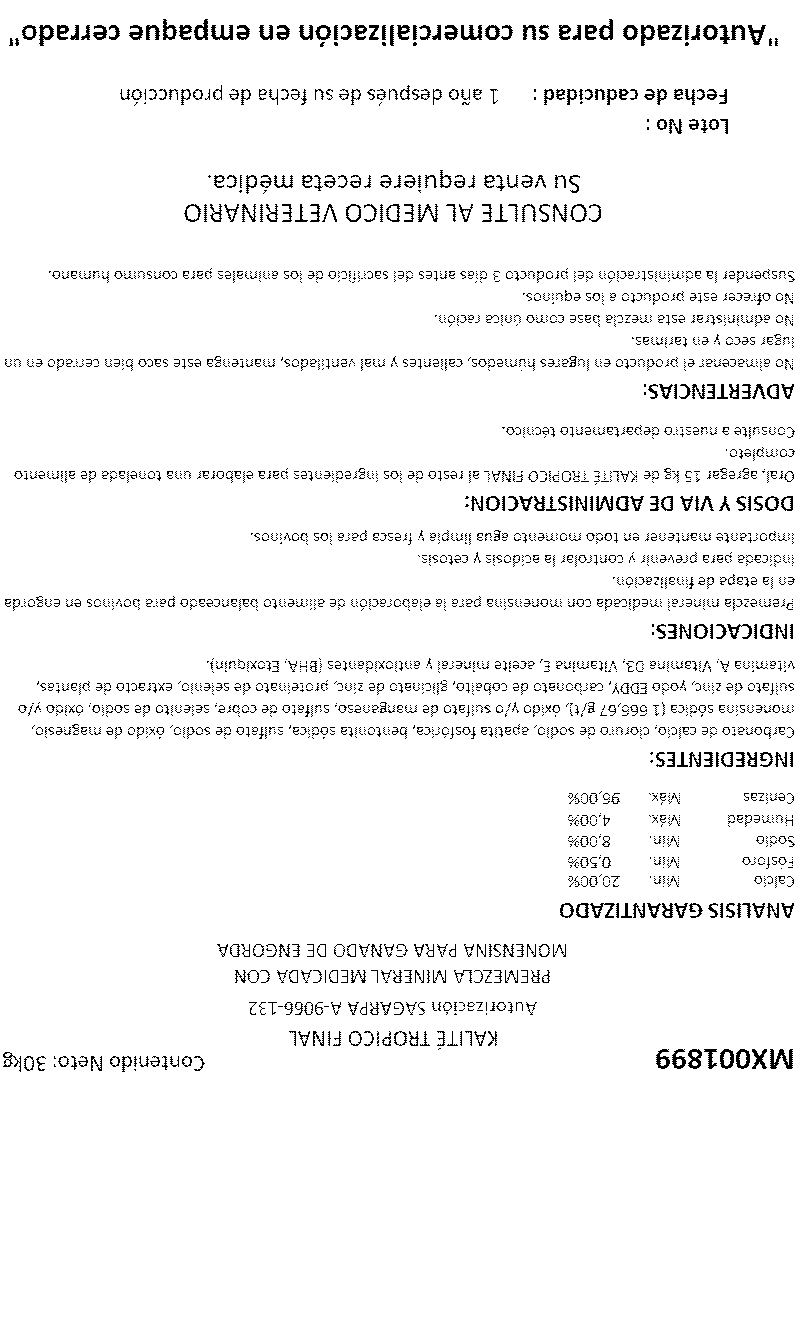 MX001899
Contenido Neto: 30kg
KALITÉ TROPICO FINAL
Autorización SAGARPA A-9066-132
PREMEZCLA MINERAL MEDICADA CON
MONENSINA PARA GANADO DE ENGORDA
ANALISIS GARANTIZADO
Calcio Min. 20,00%
Fósforo Min. 0,50%
Sodio Min. 8,00%
Humedad Máx. 4,00%
Cenizas Máx. 95,00%
INGREDIENTES:
Carbonato de calcio, cloruro de sodio, apatita fosfórica, bentonita sódica, sulfato de sodio, óxido de magnesio,
monensina sódica (1 666,67 g/t), óxido y/o sulfato de manganeso, sulfato de cobre, selenito de sodio, óxido y/o
sulfato de zinc, yodo EDDY, carbonato de cobalto, glicinato de zinc, proteinato de selenio, extracto de plantas,
vitamina A, Vitamina D3, Vitamina E, aceite mineral y antioxidantes (BHA, Etoxiquin).
INDICACIONES:
Premezcla mineral medicada con monensina para la elaboración de alimento balanceado para bovinos en engorda
en la etapa de finalización.
Indicada para prevenir y controlar la acidosis y cetosis.
Importante mantener en todo momento agua limpia y fresca para los bovinos.
DOSIS Y VIA DE ADMINISTRACION:
Oral, agregar 15 kg de KALITÉ TROPICO FINAL al resto de los ingredientes para elaborar una tonelada de alimento
completo.
Consulte a nuestro departamento técnico.
ADVERTENCIAS:
No almacenar el producto en lugares húmedos, calientes y mal ventilados, mantenga este saco bien cerrado en un
lugar seco y en tarimas.
No administrar esta mezcla base como única ración.
No ofrecer este producto a los equinos.
Suspender la administración del producto 3 días antes del sacrificio de los animales para consumo humano.
CONSULTE AL MEDICO VETERINARIO
Su venta requiere receta médica.
Lote No :
Fecha de caducidad : 1 año después de su fecha de producción
"Autorizado para su comercialización en empaque cerrado"